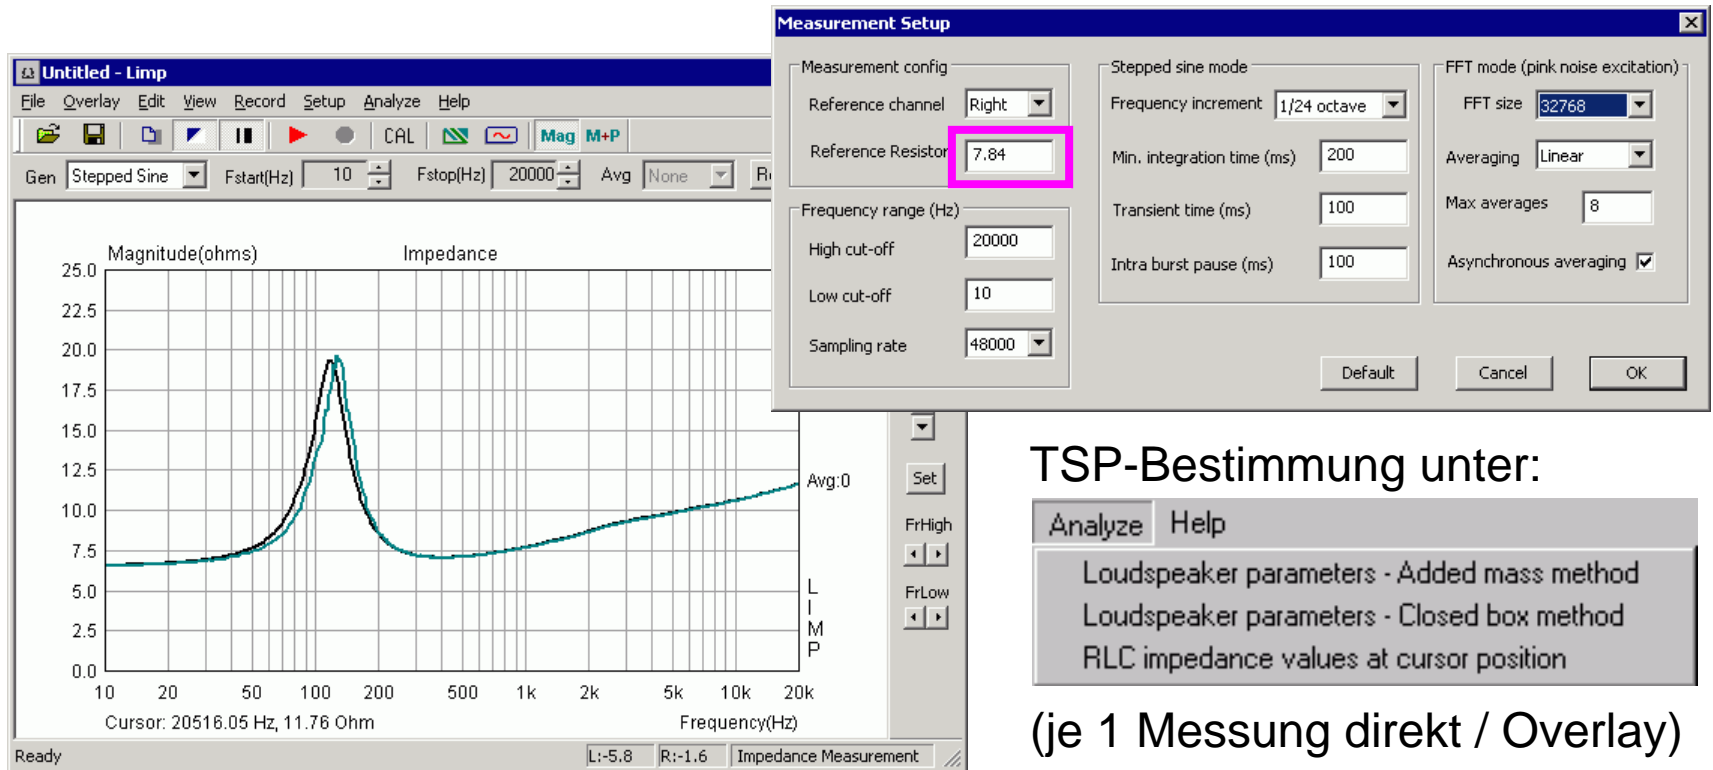 Untitled - Limp
File Overlay Edit View Record Setup Analyze Help
CAL Mag M+P
Gen Stepped Sine Fstart(Hz) 10 Fstop(Hz) 20000 Avg None
Magnitude(ohms) Impedance
25.0
22.5
20.0
17.5
15.0
12.5
10.0
7.5
5.0
2.5
0.0
10 20 50 100 200 500 1k 2k 5k 10k 20k
Cursor: 20516.05 Hz, 11.76 Ohm Frequency(Hz)
Avg:0
L
I
M
P
Set
FrHigh
FrLow
Ready L:-5.8 R:-1.6 Impedance Measurement
Measurement Setup
Measurement config
Reference channel Right
Reference Resistor 7.84
Frequency range (Hz)
High cut-off 20000
Low cut-off 10
Sampling rate 48000
Stepped sine mode
Frequency increment 1/24 octave
Min. integration time (ms) 200
Transient time (ms) 100
Intra burst pause (ms) 100
FFT mode (pink noise excitation)
FFT size 32768
Averaging Linear
Max averages 8
Asynchronous averaging
Default Cancel OK
TSP-Bestimmung unter:
Analyze Help
Loudspeaker parameters - Added mass method
Loudspeaker parameters - Closed box method
RLC impedance values at cursor position
(je 1 Messung direkt / Overlay)